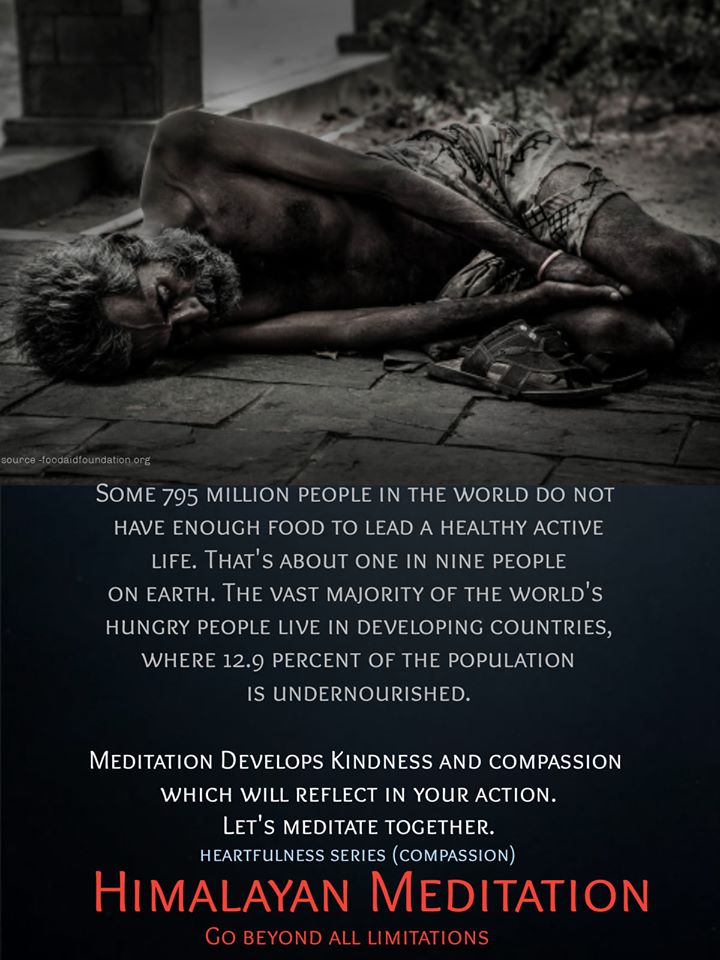 source -foodaidfoundation.org
Some 795 million people in the world do not
have enough food to lead a healthy active
life. That's about one in nine people
on earth. The vast majority of the world's
hungry people live in developing countries,
where 12.9 percent of the population
is undernourished.
Meditation Develops Kindness and compassion
which will reflect in your action.
Let's meditate together.
heartfulness series (compassion)
Himalayan Meditation
Go beyond all limitations